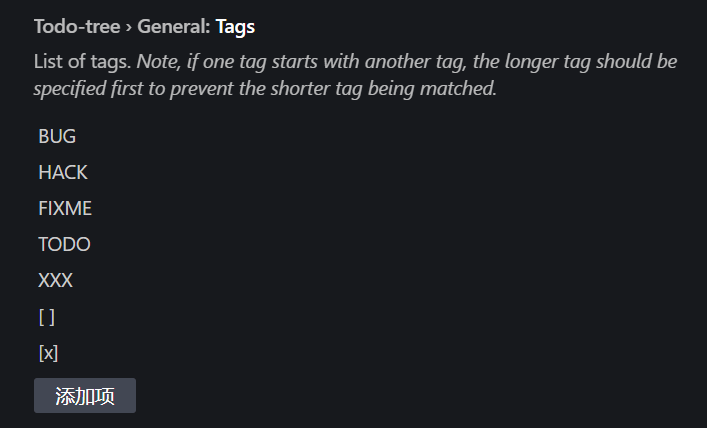 Todo-tree › General: Tags
List of tags. Note, if one tag starts with another tag, the longer tag should be
specified first to prevent the shorter tag being matched.
BUG
HACK
FIXME
TODO
XXX
[ ]
[x]
添加项